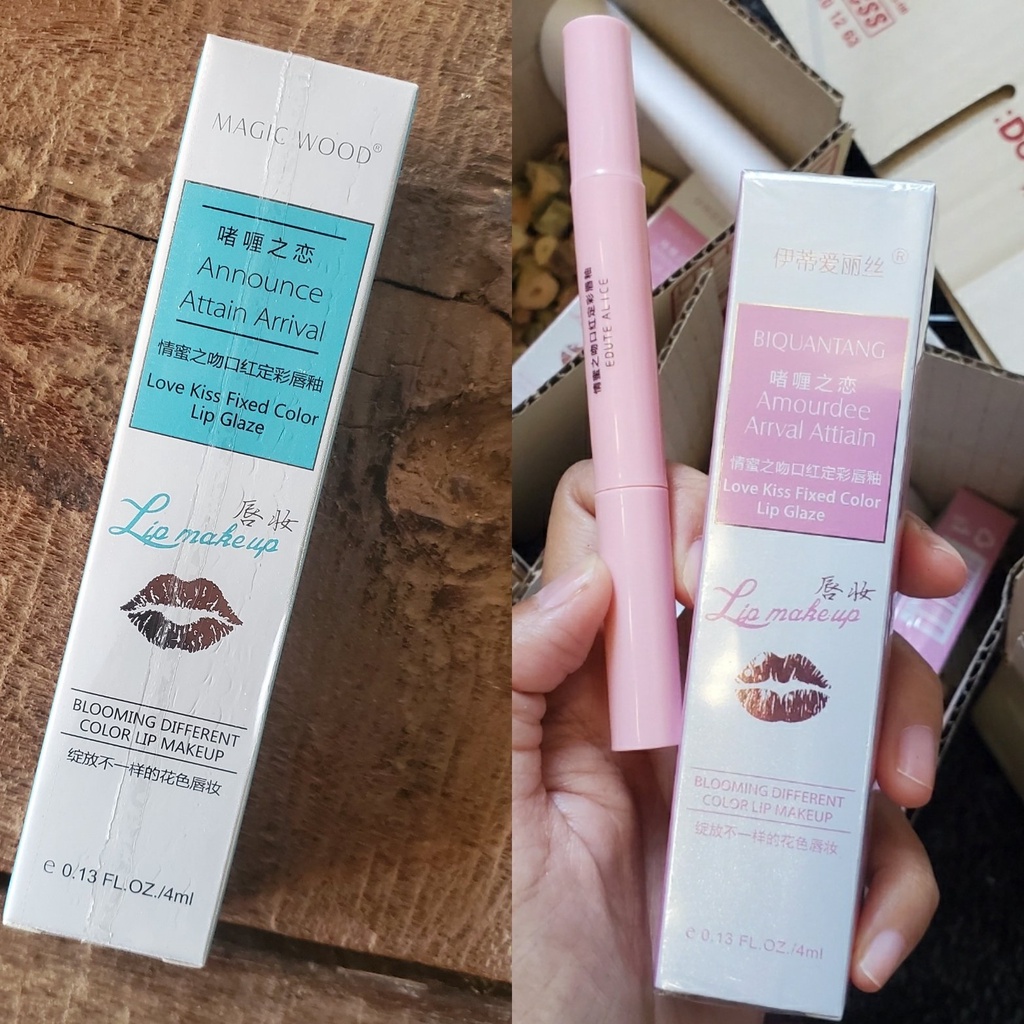 MAGIC WOOD®
啫喱之恋
Announce
Attain Arrival
情蜜之吻口红定彩唇釉
Love Kiss Fixed Color
Lip Glaze
唇妆
Lip makeup
BLOOMING DIFFERENT
COLOR LIP MAKEUP
绽放不一样的花色唇妆
e 0.13 FL.OZ./4ml
情蜜之吻口红定彩唇釉
EDUTE ALICE
伊蒂爱丽丝®
BIQUANTANG
啫喱之恋
Amourdee
Arrval Attiain
情蜜之吻口红定彩唇釉
Love Kiss Fixed Color
Lip Glaze
唇妆
Lip makeup
BLOOMING DIFFERENT
COLOR LIP MAKEUP
绽放不一样的花色唇妆
e 0.13 FL.OZ./4ml